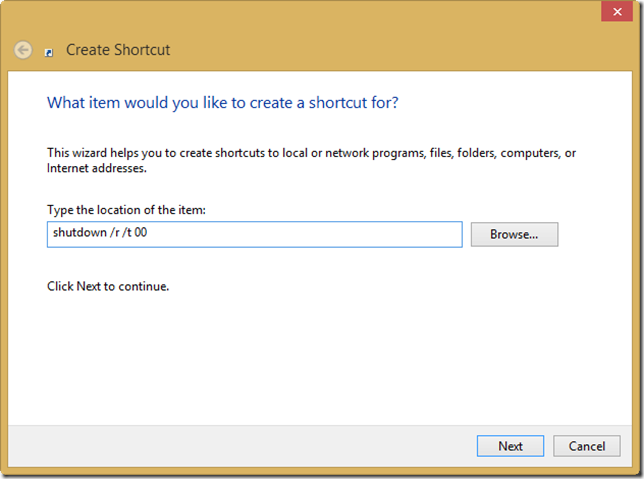 Create Shortcut
What item would you like to create a shortcut for?
This wizard helps you to create shortcuts to local or network programs, files, folders, computers, or
Internet addresses.
Type the location of the item:
shutdown /r /t 00
Browse...
Click Next to continue.
Next
Cancel